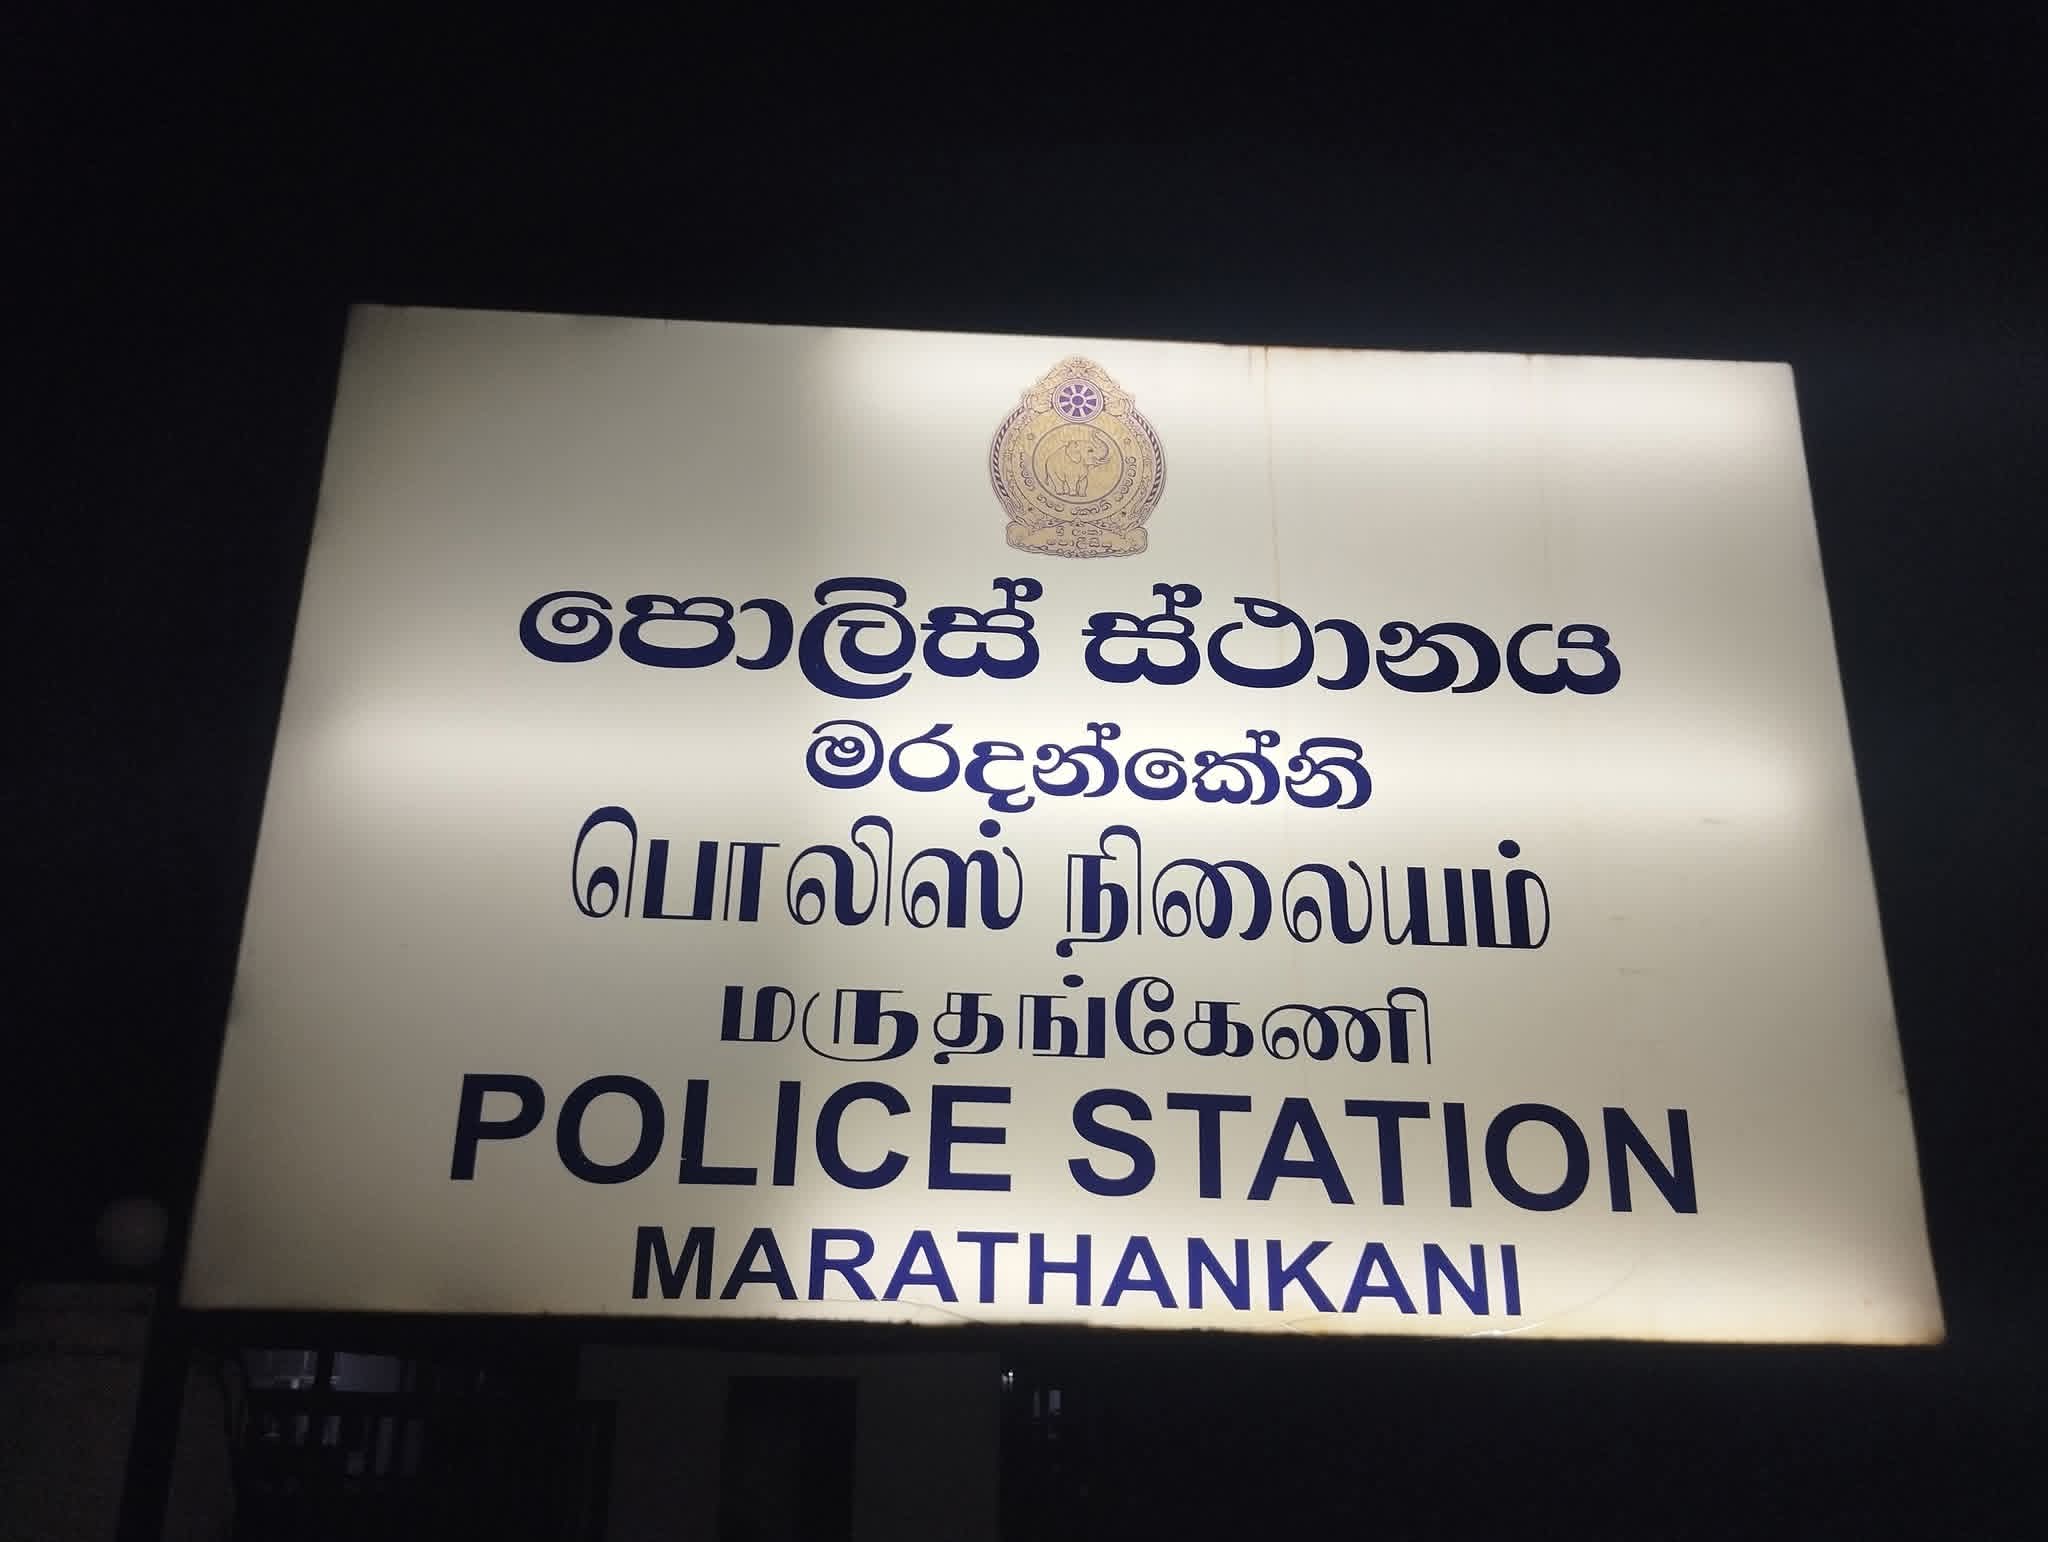 පොලිස් ස්ථානය
මරදන්කේනි
பொலிஸ் நிலையம்
மருதங்கேணி
POLICE STATION
MARATHANKANI